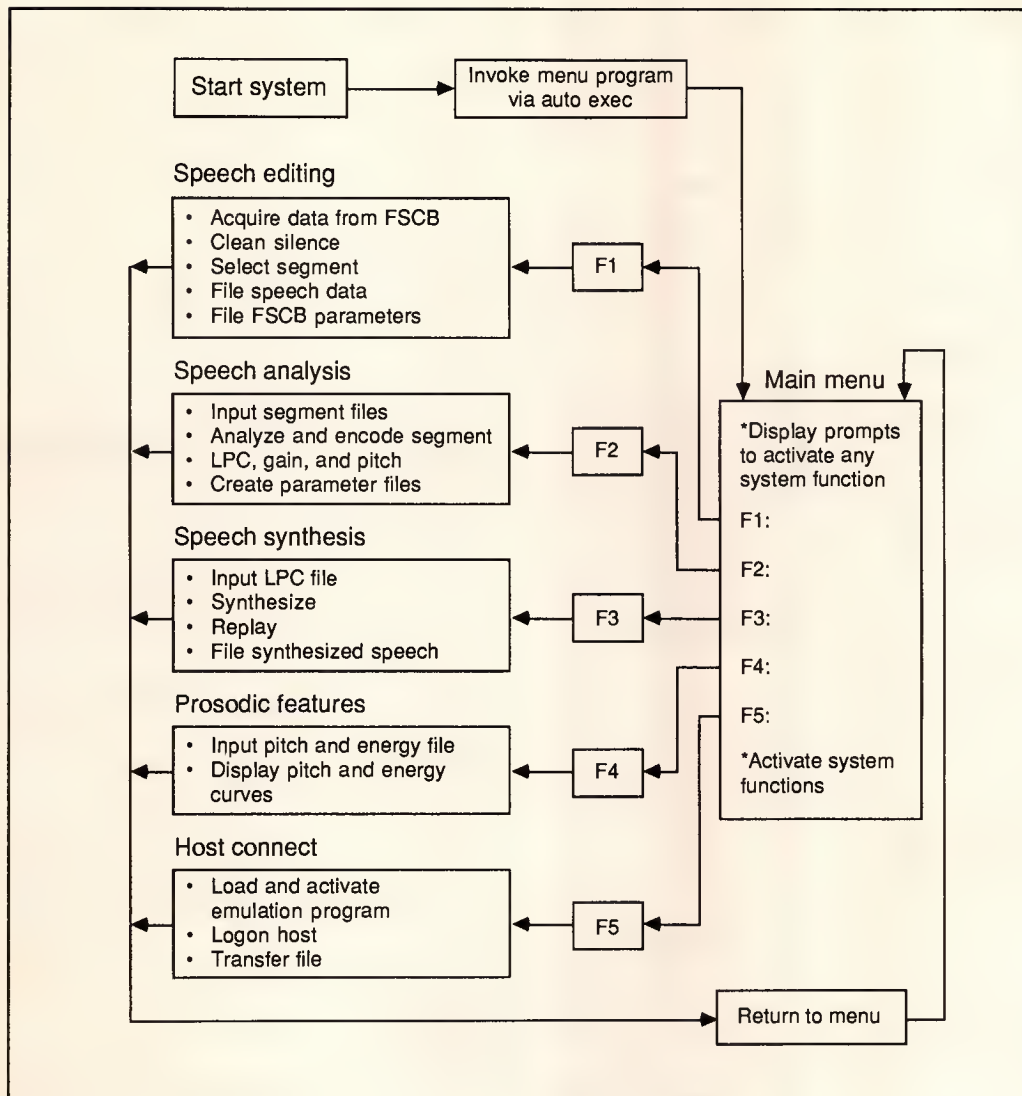 Start system
Invoke menu program
via auto exec
Speech editing
• Acquire data from FSCB
• Clean silence
• Select segment
• File speech data
• File FSCB parameters
F1
Speech analysis
• Input segment files
• Analyze and encode segment
• LPC, gain, and pitch
• Create parameter files
F2
Speech synthesis
• Input LPC file
• Synthesize
• Replay
• File synthesized speech
F3
Prosodic features
• Input pitch and energy file
• Display pitch and energy
curves
F4
Host connect
• Load and activate
emulation program
• Logon host
• Transfer file
F5
Main menu
*Display prompts
to activate any
system function
F1:
F2:
F3:
F4:
F5:
*Activate system
functions
Return to menu